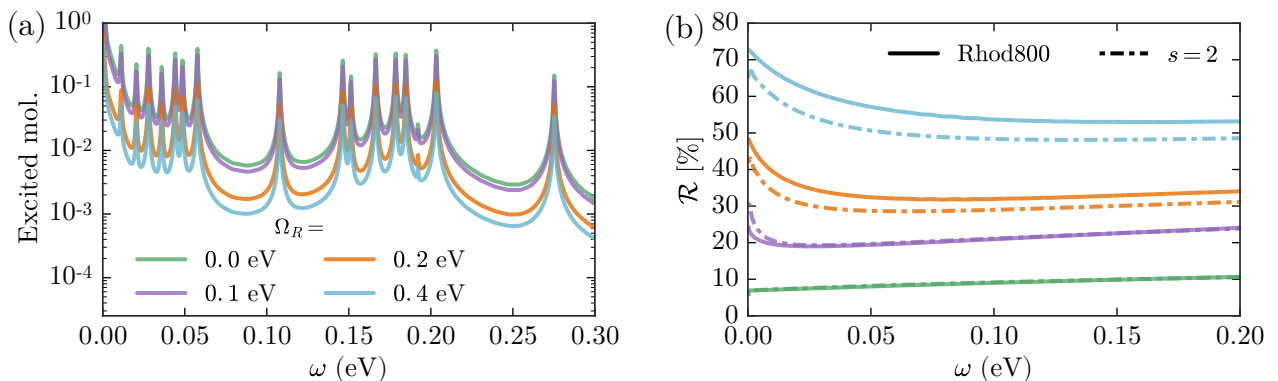 (a)
Excited mol.
10⁰
10⁻¹
10⁻²
10⁻³
10⁻⁴
Ω_R =
0.0 eV
0.2 eV
0.1 eV
0.4 eV
0.00 0.05 0.10 0.15 0.20 0.25 0.30
ω (eV)
(b)
ℛ [%]
80
70
60
50
40
30
20
10
0
Rhod800
s = 2
0.00 0.05 0.10 0.15 0.20
ω (eV)